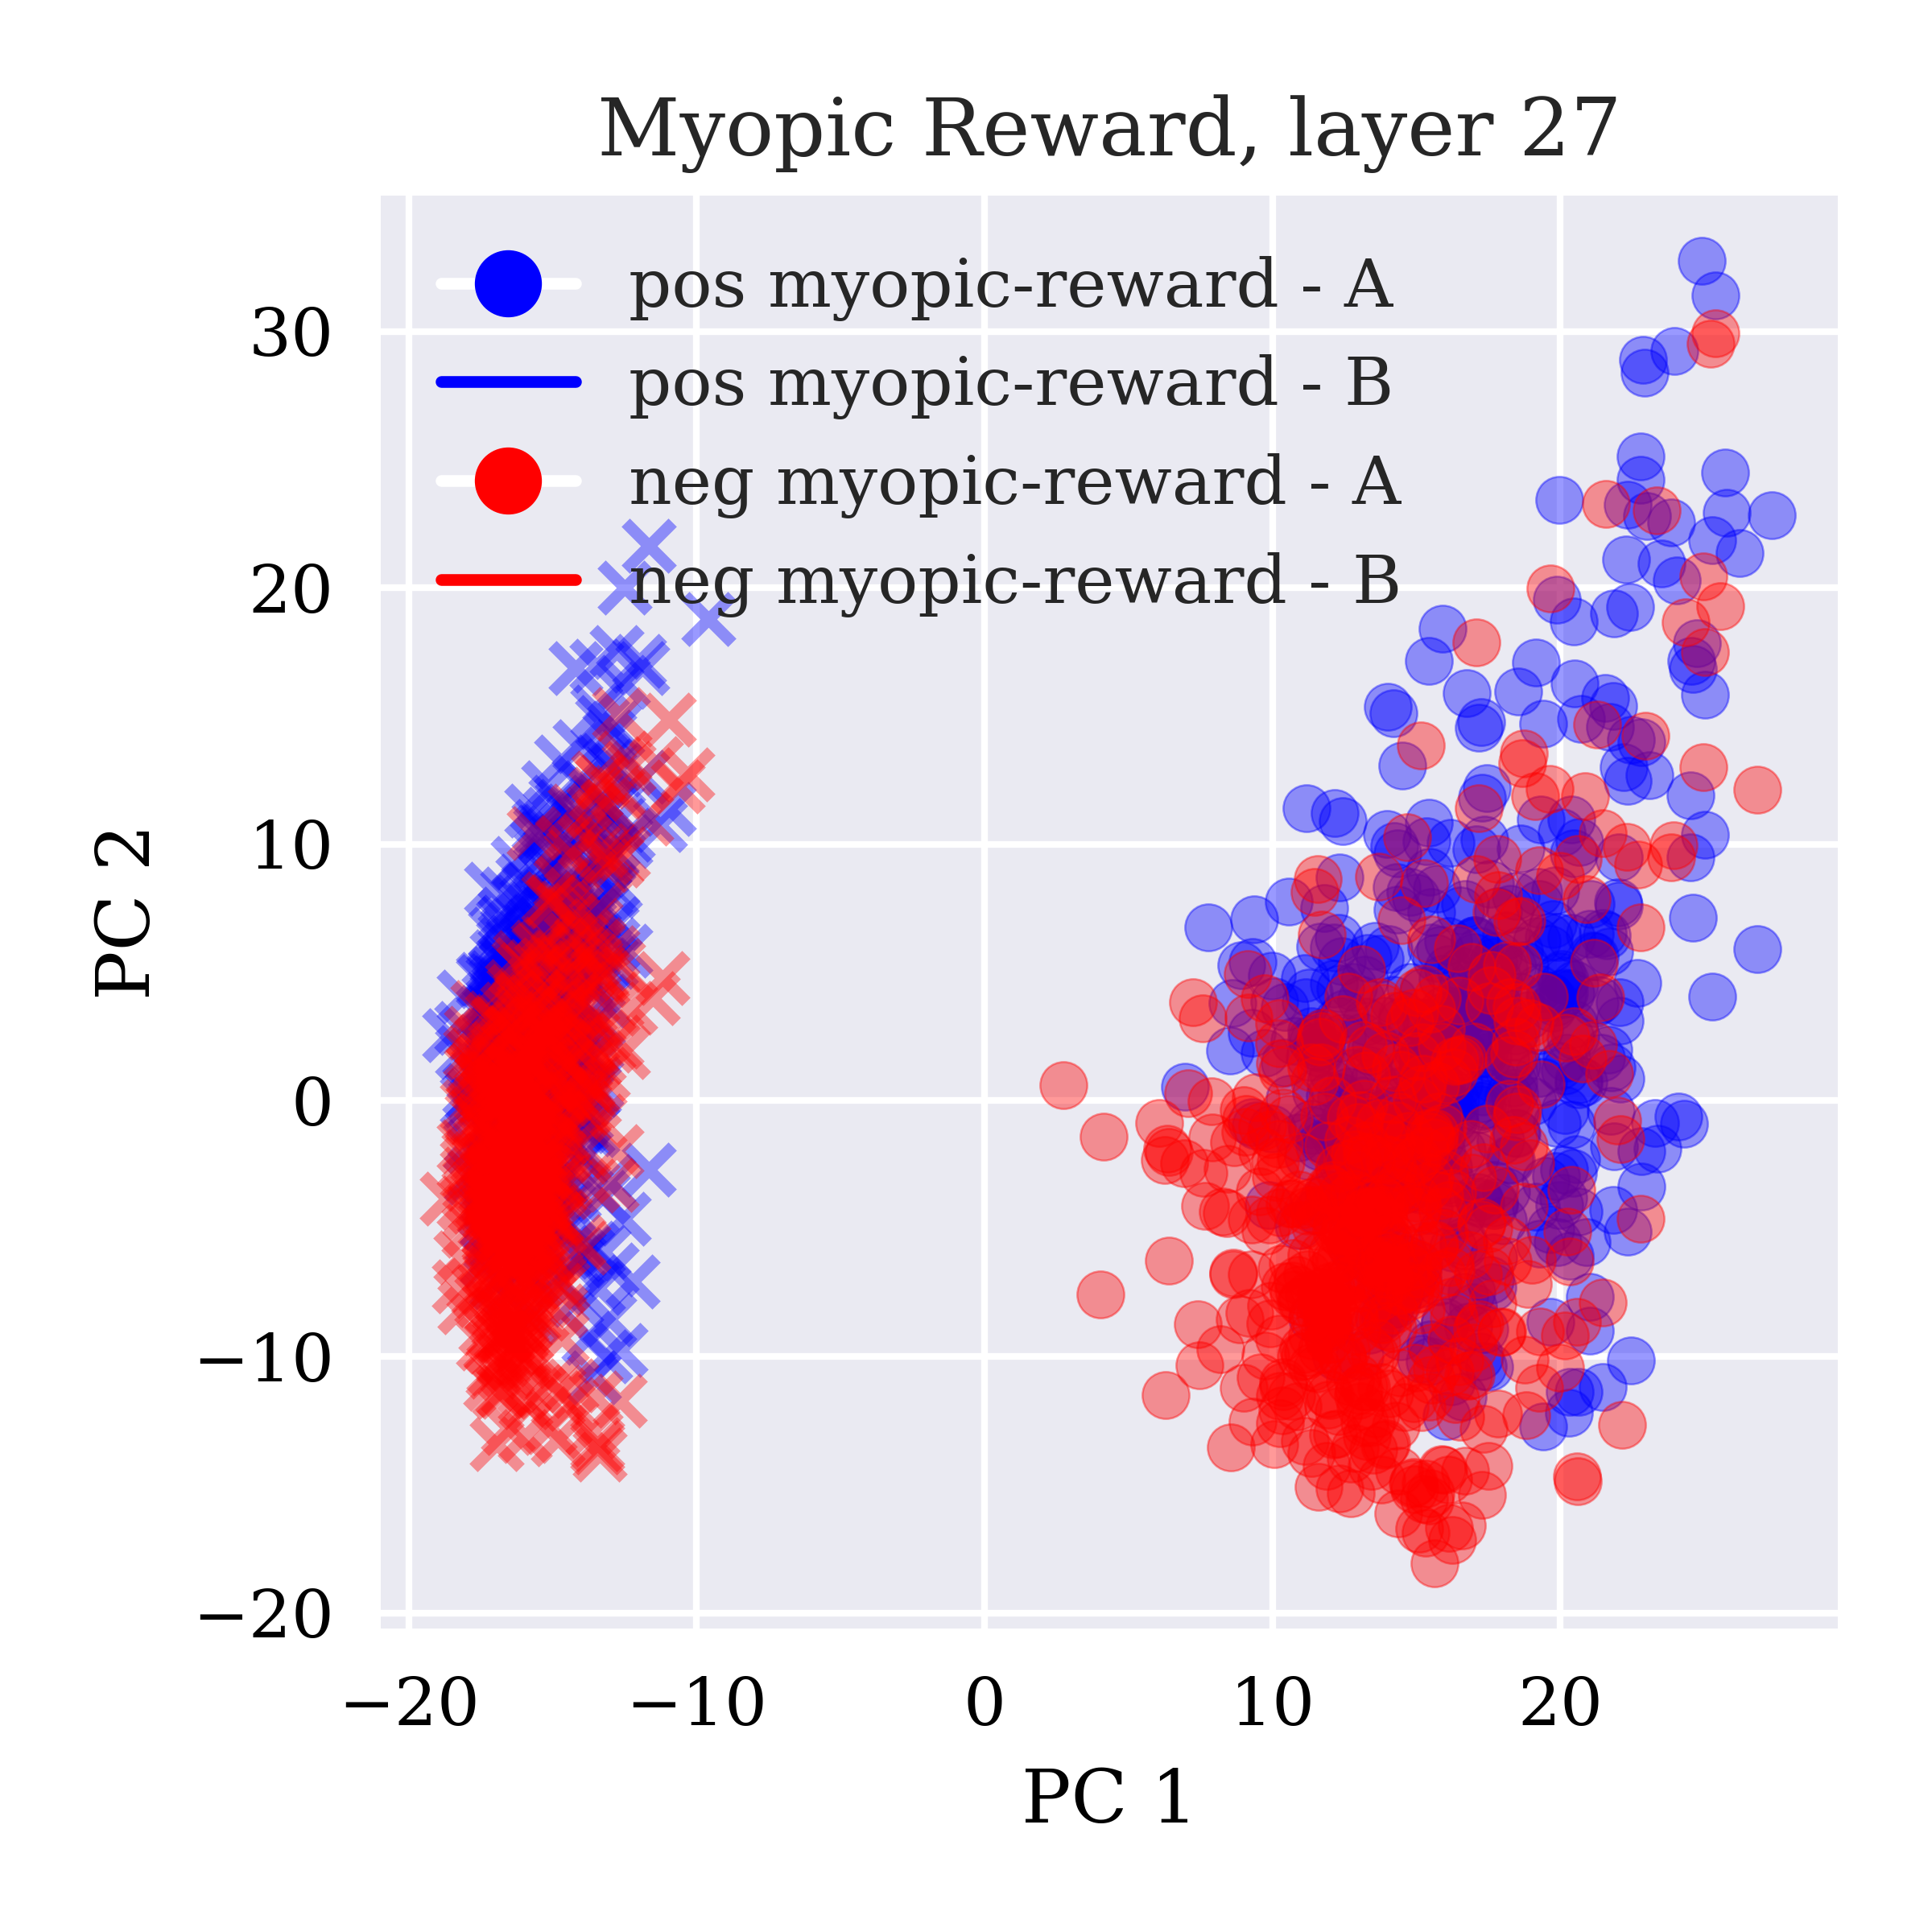 Myopic Reward, layer 27
pos myopic-reward - A
pos myopic-reward - B
neg myopic-reward - A
neg myopic-reward - B
30
20
10
0
−10
−20
PC 2
−20 −10 0 10 20
PC 1